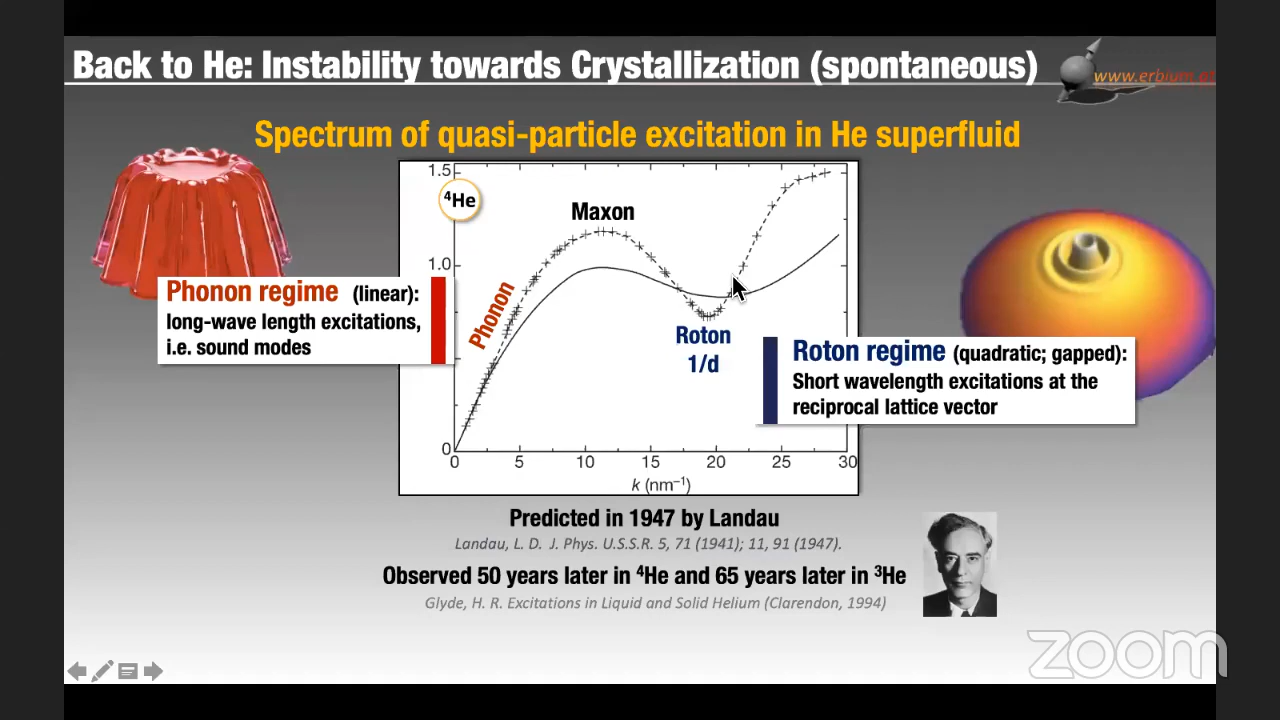 Back to He: Instability towards Crystallization (spontaneous)
www.erbium.at
Spectrum of quasi-particle excitation in He superfluid
1.5
⁴He
Maxon
1.0
Phonon
Phonon regime (linear):
long-wave length excitations,
i.e. sound modes
Roton
1/d
Roton regime (quadratic; gapped):
Short wavelength excitations at the
reciprocal lattice vector
0
0 5 10 15 20 25 30
k (nm⁻¹)
Predicted in 1947 by Landau
Landau, L. D. J. Phys. U.S.S.R. 5, 71 (1941); 11, 91 (1947).
Observed 50 years later in ⁴He and 65 years later in ³He
Glyde, H. R. Excitations in Liquid and Solid Helium (Clarendon, 1994)
zoom